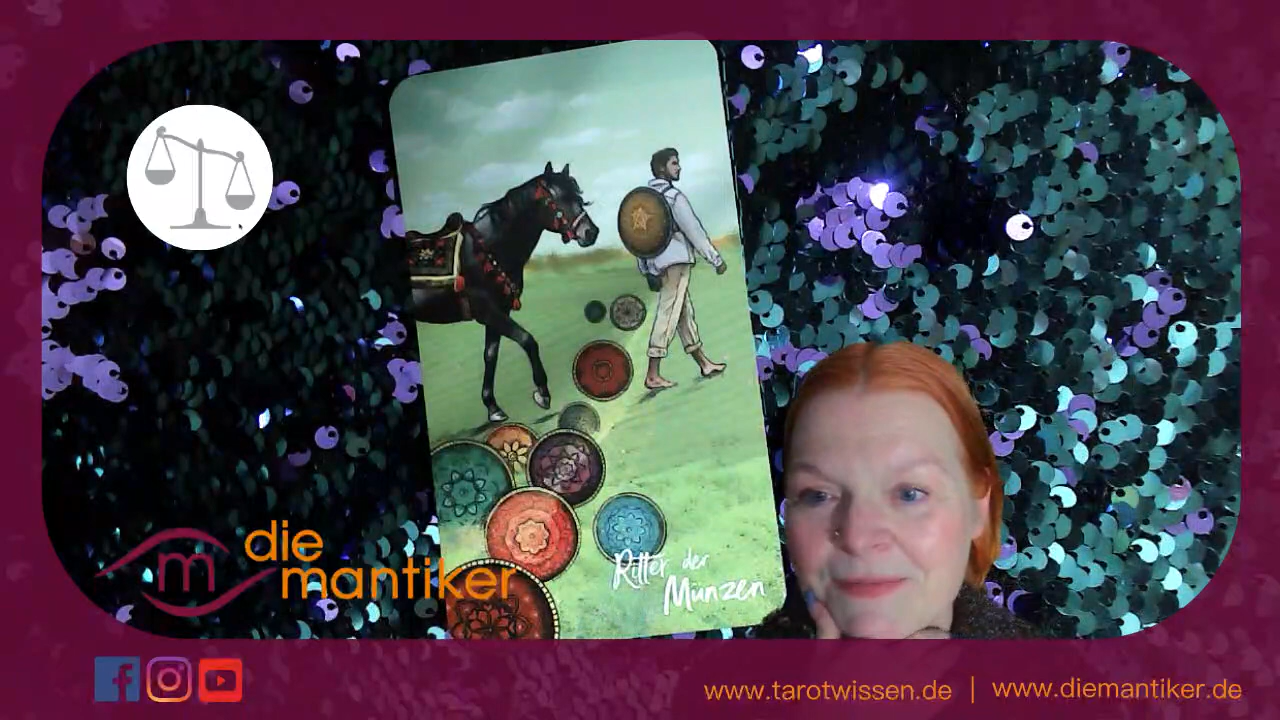 die
mantiker
m
Ritter der
Münzen
www.tarotwissen.de | www.diemantiker.de